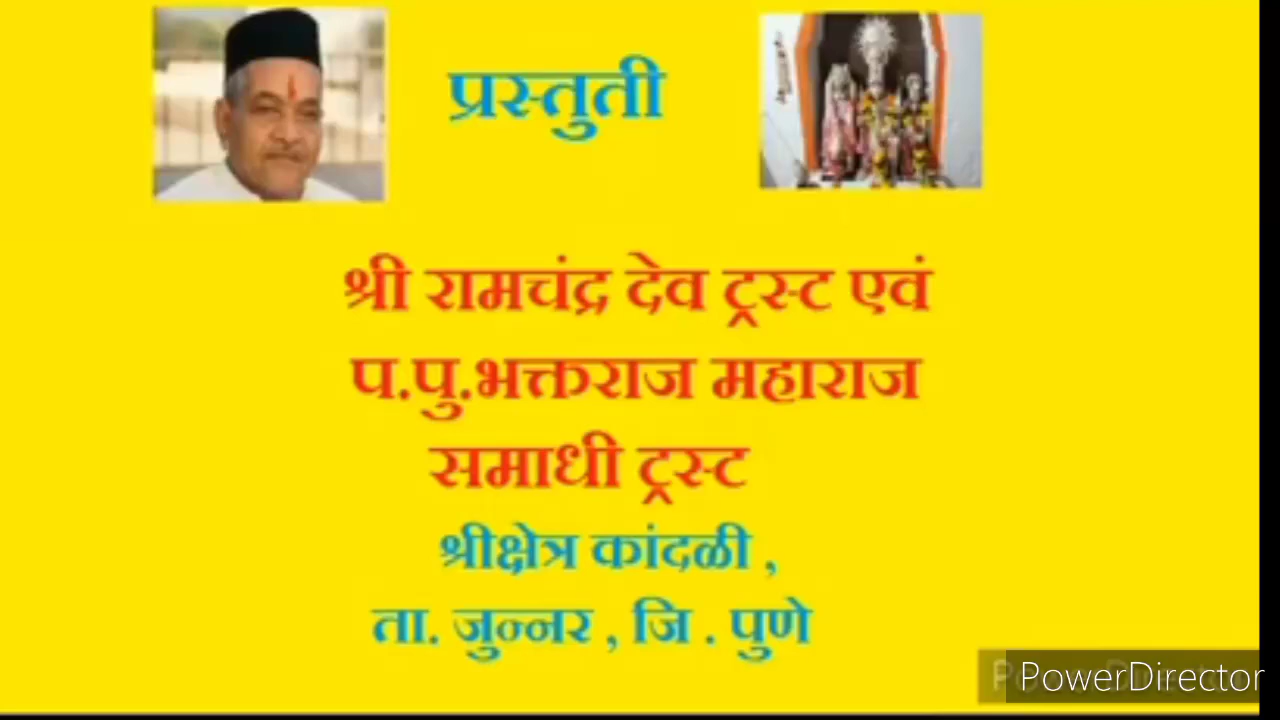 प्रस्तुती
श्री रामचंद्र देव ट्रस्ट एवं
प.पु.भक्तराज महाराज
समाधी ट्रस्ट
श्रीक्षेत्र कांदळी ,
ता. जुन्नर , जि . पुणे
PowerDirector